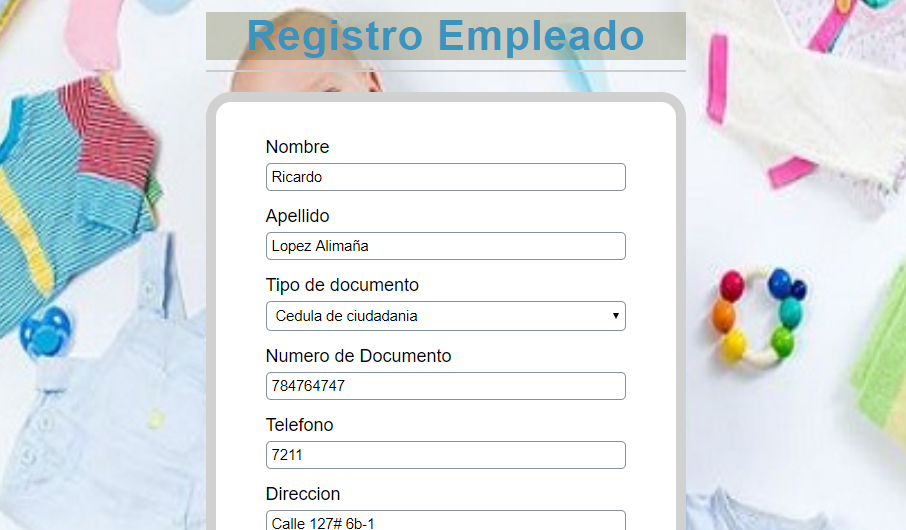 Registro Empleado
Nombre
Ricardo
Apellido
Lopez Alimaña
Tipo de documento
Cedula de ciudadania
Numero de Documento
784764747
Telefono
7211
Direccion
Calle 127# 6b-1